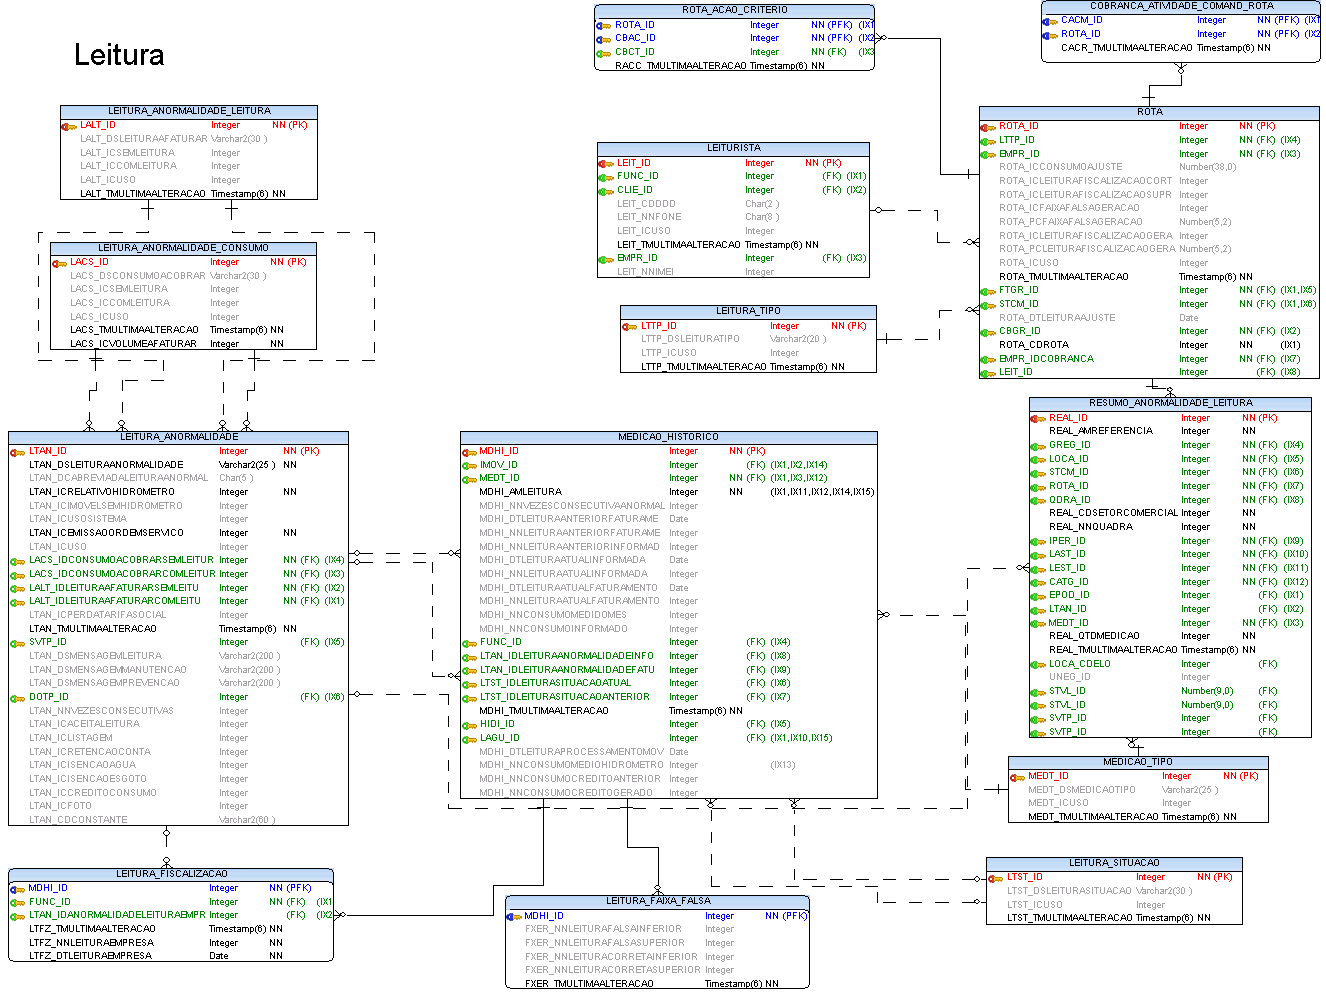 Leitura
ROTA_ACAO_CRITERIO
ROTA_ID Integer NN (PFK) (IX1
CBAC_ID Integer NN (PFK) (IX2
CBCT_ID Integer NN (FK) (IX3
RACC_TMULTIMAALTERACAO Timestamp(6) NN
COBRANCA_ATIVIDADE_COMAND_ROTA
CACM_ID Integer NN (PFK) (IX1
ROTA_ID Integer NN (PFK) (IX2
CACR_TMULTIMAALTERACAO Timestamp(6) NN
LEITURA_ANORMALIDADE_LEITURA
LALT_ID Integer NN (PK)
LALT_DSLEITURAAFATURAR Varchar2(30 )
LALT_ICSEMLEITURA Integer
LALT_ICCOMLEITURA Integer
LALT_ICUSO Integer
LALT_TMULTIMAALTERACAO Timestamp(6) NN
LEITURISTA
LEIT_ID Integer NN (PK)
FUNC_ID Integer (FK) (IX1)
CLIE_ID Integer (FK) (IX2)
LEIT_CDDDD Char(2 )
LEIT_NNFONE Char(8 )
LEIT_ICUSO Integer
LEIT_TMULTIMAALTERACAO Timestamp(6) NN
EMPR_ID Integer (FK) (IX3)
LEIT_NNIMEI Integer
ROTA
ROTA_ID Integer NN (PK)
LTTP_ID Integer NN (FK) (IX4)
EMPR_ID Integer NN (FK) (IX3)
ROTA_ICCONSUMOAJUSTE Number(38,0)
ROTA_ICLEITURAFISCALIZACAOCORT Integer
ROTA_ICLEITURAFISCALIZACAOSUPR Integer
ROTA_ICFAIXAFALSAGERACAO Integer
ROTA_PCFAIXAFALSAGERACAO Number(5,2)
ROTA_ICLEITURAFISCALIZACAOGERA Integer
ROTA_PCLEITURAFISCALIZACAOGERA Number(5,2)
ROTA_ICUSO Integer
ROTA_TMULTIMAALTERACAO Timestamp(6) NN
FTGR_ID Integer NN (FK) (IX1,IX5
STCM_ID Integer NN (FK) (IX1,IX6
ROTA_DTLEITURAAJUSTE Date
CBGR_ID Integer NN (FK) (IX2)
ROTA_CDROTA Integer NN (IX1)
EMPR_IDCOBRANCA Integer (FK) (IX7)
LEIT_ID Integer (FK) (IX8)
LEITURA_ANORMALIDADE_CONSUMO
LACS_ID Integer NN (PK)
LACS_DSCONSUMOACOBRAR Varchar2(30 )
LACS_ICSEMLEITURA Integer
LACS_ICCOMLEITURA Integer
LACS_ICUSO Integer
LACS_TMULTIMAALTERACAO Timestamp(6) NN
LACS_ICVOLUMEAFATURAR Integer NN
LEITURA_TIPO
LTTP_ID Integer NN (PK)
LTTP_DSLEITURATIPO Varchar2(20 )
LTTP_ICUSO Integer
LTTP_TMULTIMAALTERACAO Timestamp(6) NN
RESUMO_ANORMALIDADE_LEITURA
REAL_ID Integer NN (PK)
REAL_AMREFERENCIA Integer NN
GREG_ID Integer NN (FK) (IX4)
LOCA_ID Integer NN (FK) (IX5)
STCM_ID Integer NN (FK) (IX6)
ROTA_ID Integer NN (FK) (IX7)
QDRA_ID Integer NN (FK) (IX8)
REAL_CDSETORCOMERCIAL Integer NN
REAL_NNQUADRA Integer NN
IPER_ID Integer NN (FK) (IX9)
LAST_ID Integer NN (FK) (IX10)
LEST_ID Integer NN (FK) (IX11)
CATG_ID Integer NN (FK) (IX12)
EPOD_ID Integer NN (FK) (IX1)
LTAN_ID Integer NN (FK) (IX2)
MEDT_ID Integer NN (FK) (IX3)
REAL_QTDMEDICAO Integer NN
REAL_TMULTIMAALTERACAO Timestamp(6) NN
LOCA_CDELO Integer (FK)
UNEG_ID Integer
STVL_ID Number(9,0) (FK)
STVL_ID Number(9,0) (FK)
SVTP_ID Integer (FK)
SVTP_ID Integer (FK)
LEITURA_ANORMALIDADE
LTAN_ID Integer NN (PK)
LTAN_DSLEITURAANORMALIDADE Varchar2(25 ) NN
LTAN_DCABREVIADALEITURAANORMAL Char(5 )
LTAN_ICRELATIVOHIDROMETRO Integer NN
LTAN_ICIMOVELSEMHIDROMETRO Integer
LTAN_ICUSOSISTEMA Integer
LTAN_ICEMISSAOORDEMSERVICO Integer NN
LTAN_ICUSO Integer
LACS_IDCONSUMOACOBRARSEMLEITUR Integer NN (FK) (IX4)
LACS_IDCONSUMOACOBRARCOMLEITUR Integer NN (FK) (IX3)
LALT_IDLEITURAAFATURARSEMLEITU Integer NN (FK) (IX2)
LALT_IDLEITURAAFATURARCOMLEITU Integer NN (FK) (IX1)
LTAN_ICPERDATARIFASOCIAL Integer
LTAN_TMULTIMAALTERACAO Timestamp(6) NN
SVTP_ID Integer (FK) (IX5)
LTAN_DSMENSAGEMLEITURA Varchar2(200 )
LTAN_DSMENSAGEMMANUTENCAO Varchar2(200 )
LTAN_DSMENSAGEMPREVENCAO Varchar2(200 )
DOTP_ID Integer (FK) (IX6)
LTAN_NNVEZESCONSECUTIVAS Integer
LTAN_ICACEITALEITURA Integer
LTAN_ICLISTAGEM Integer
LTAN_ICRETENCAOCONTA Integer
LTAN_ICISENCAOAGUA Integer
LTAN_ICISENCAOESGOTO Integer
LTAN_ICCREDITOCONSUMO Integer
LTAN_ICFOTO Integer
LTAN_CDCONSTANTE Varchar2(60 )
MEDICAO_HISTORICO
MDHI_ID Integer NN (PK)
IMOV_ID Integer (FK) (IX1,IX2,IX14)
MEDT_ID Integer NN (FK) (IX1,IX3,IX12)
MDHI_AMLEITURA Integer NN (IX1,IX11,IX12,IX14,IX15)
MDHI_NNVEZESCONSECUTIVAANORMAL Integer
MDHI_DTLEITURAANTERIORFATURAME Date
MDHI_NNLEITURAANTERIORFATURAME Integer
MDHI_NNLEITURAANTERIORINFORMAD Integer
MDHI_DTLEITURAATUALINFORMADA Date
MDHI_NNLEITURAATUALINFORMADA Integer
MDHI_DTLEITURAATUALFATURAMENTO Date
MDHI_NNLEITURAATUALFATURAMENTO Integer
MDHI_NNCONSUMOMEDIDOMES Integer
MDHI_NNCONSUMOINFORMADO Integer
FUNC_ID Integer (FK) (IX4)
LTAN_IDLEITURAANORMALIDADEINFO Integer (FK) (IX8)
LTAN_IDLEITURAANORMALIDADEFATU Integer (FK) (IX9)
LTST_IDLEITURASITUACAOATUAL Integer (FK) (IX6)
LTST_IDLEITURASITUACAOANTERIOR Integer (FK) (IX7)
MDHI_TMULTIMAALTERACAO Timestamp(6) NN
HIDI_ID Integer (FK) (IX5)
LAGU_ID Integer (FK) (IX1,IX10,IX15)
MDHI_DTLEITURAPROCESSAMENTOMOV Date
MDHI_NNCONSUMOMEDIOHIDROMETRO Integer (IX13)
MDHI_NNCONSUMOCREDITOANTERIOR Integer
MDHI_NNCONSUMOCREDITOGERADO Integer
MEDICAO_TIPO
MEDT_ID Integer NN (PK)
MEDT_DSMEDICAOTIPO Varchar2(25 )
MEDT_ICUSO Integer
MEDT_TMULTIMAALTERACAO Timestamp(6) NN
LEITURA_FISCALIZACAO
MDHI_ID Integer NN (PFK)
FUNC_ID Integer NN (FK) (IX1
LTAN_IDANORMALIDADELEITURAEMPR Integer (FK) (IX2
LTFZ_TMULTIMAALTERACAO Timestamp(6) NN
LTFZ_NNLEITURAEMPRESA Integer NN
LTFZ_DTLEITURAEMPRESA Date NN
LEITURA_FAIXA_FALSA
MDHI_ID Integer NN (PFK)
FXER_NNLEITURAFALSAINFERIOR Integer
FXER_NNLEITURAFALSASUPERIOR Integer
FXER_NNLEITURACORRETAINFERIOR Integer
FXER_NNLEITURACORRETASUPERIOR Integer
FXER_TMULTIMAALTERACAO Timestamp(6) NN
LEITURA_SITUACAO
LTST_ID Integer NN (PK)
LTST_DSLEITURASITUACAO Varchar2(30 )
LTST_ICUSO Integer
LTST_TMULTIMAALTERACAO Timestamp(6) NN